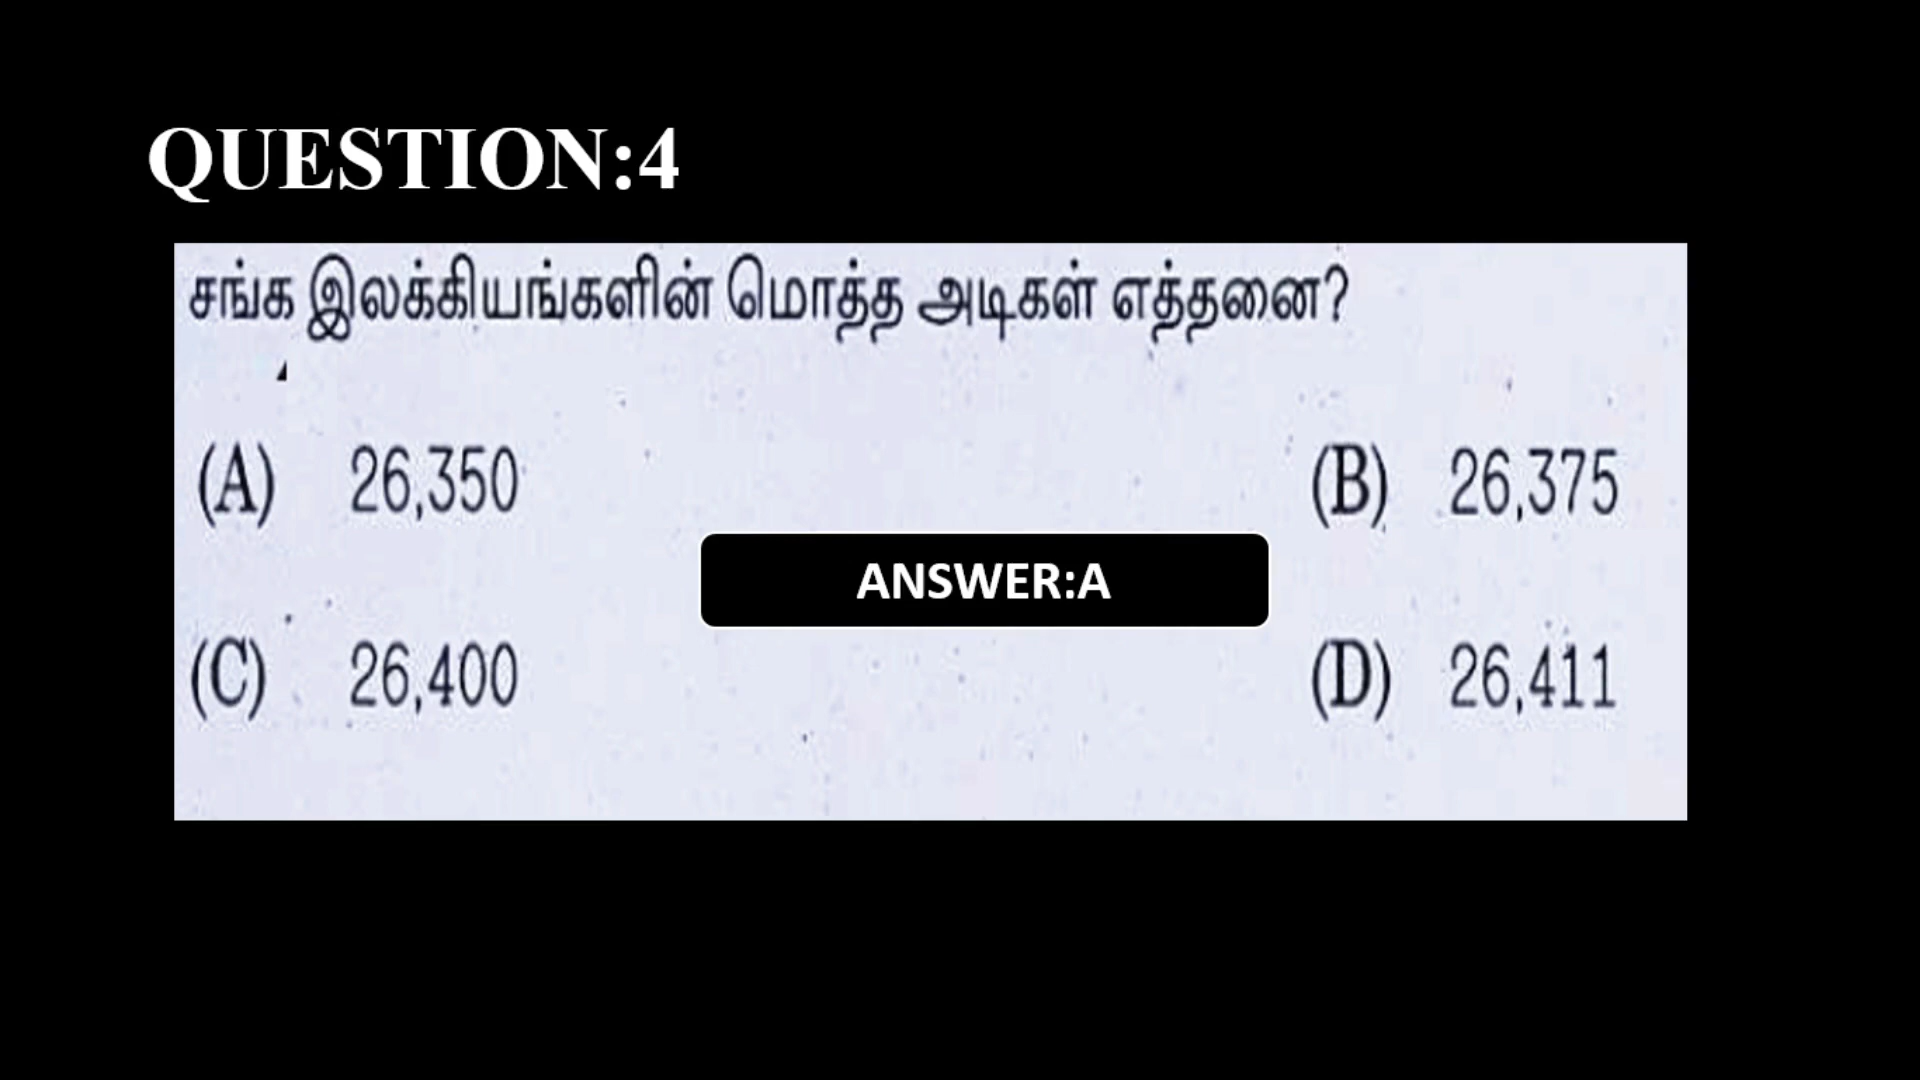 QUESTION:4
சங்க இலக்கியங்களின் மொத்த அடிகள் எத்தனை?
(A) 26,350 (B) 26,375
ANSWER:A
(C) 26,400 (D) 26,411